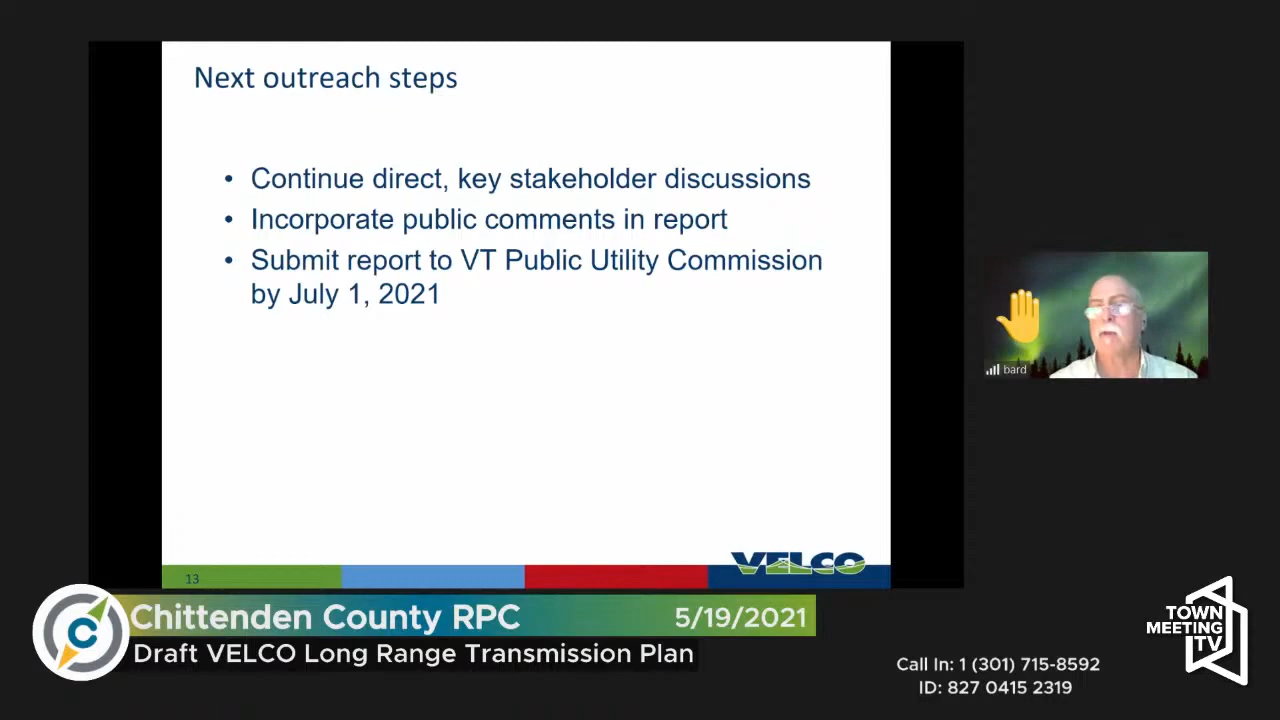 Next outreach steps
• Continue direct, key stakeholder discussions
• Incorporate public comments in report
• Submit report to VT Public Utility Commission
by July 1, 2021
bard
13
VELCO
C
Chittenden County RPC
5/19/2021
Draft VELCO Long Range Transmission Plan
Call In: 1 (301) 715-8592
ID: 827 0415 2319
TOWN
MEETING
TV